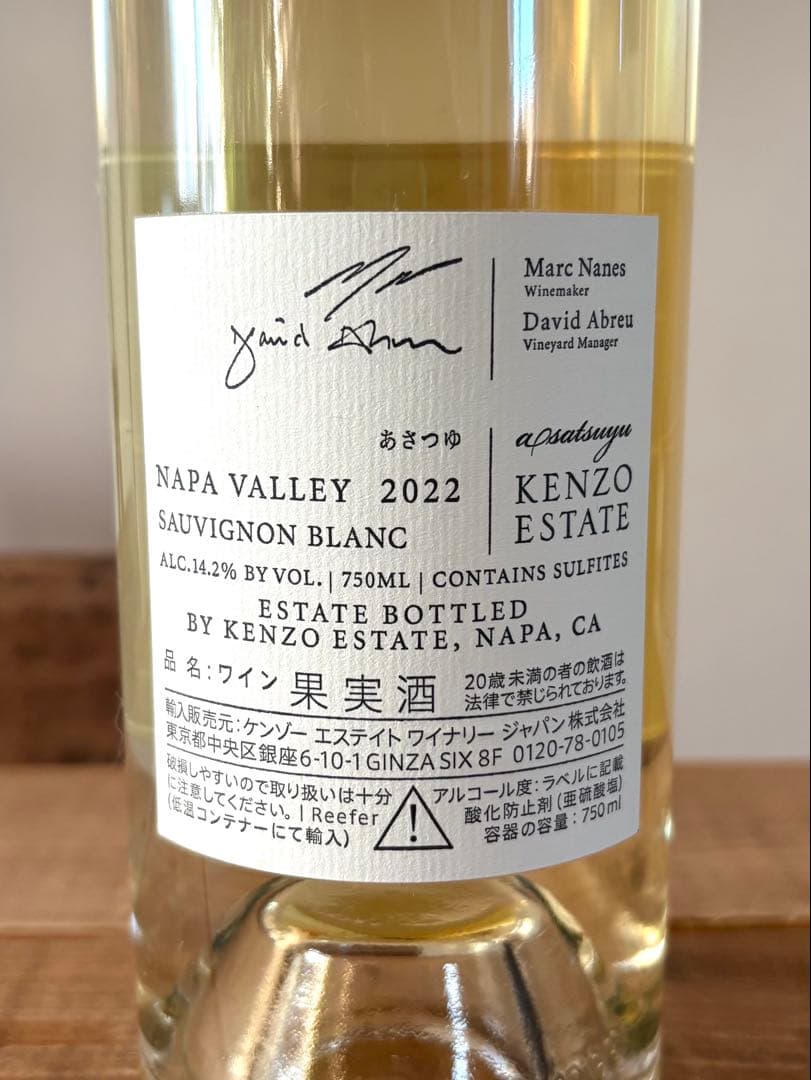 Marc Nanes
Winemaker
David Abreu
David Abreu
Vineyard Manager
あさつゆ
asatsuyu
NAPA VALLEY 2022
KENZO
SAUVIGNON BLANC
ESTATE
ALC.14.2% BY VOL. | 750ML | CONTAINS SULFITES
ESTATE BOTTLED
BY KENZO ESTATE, NAPA, CA
品 名：ワイン 果実酒
20歳未満の者の飲酒は
法律で禁じられております。
輸入販売元：ケンゾー エステイト ワイナリー ジャパン 株式会社
東京都中央区銀座6-10-1 GINZA SIX 8F 0120-78-0105
破損しやすいので取り扱いは十分
に注意してください。| Reefer
(低温コンテナーにて輸入)
アルコール度：ラベルに記載
酸化防止剤（亜硫酸塩）
容器の容量：750ml